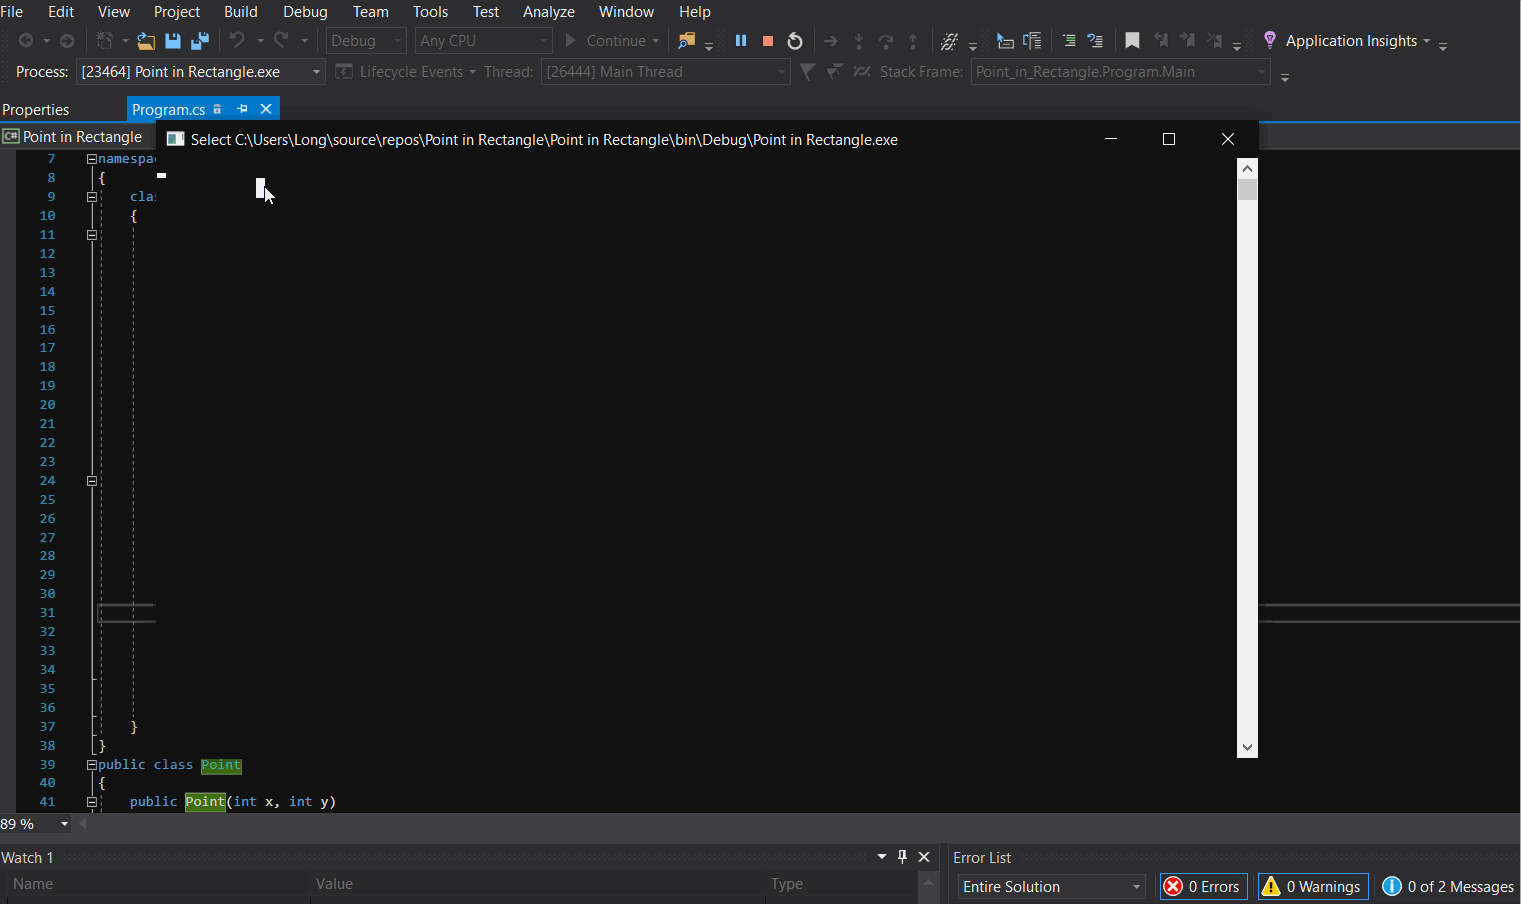 File Edit View Project Build Debug Team Tools Test Analyze Window Help
Debug Any CPU Continue Application Insights
Process: [23464] Point in Rectangle.exe Lifecycle Events Thread: [26444] Main Thread Stack Frame: Point_in_Rectangle.Program.Main
Properties Program.cs
C# Point in Rectangle Select C:\Users\Long\source\repos\Point in Rectangle\Point in Rectangle\bin\Debug\Point in Rectangle.exe
7 namespa
8 {
9 clas
10 {
11
12
13
14
15
16
17
18
19
20
21
22
23
24
25
26
27
28
29
30
31
32
33
34
35
36
37 }
38 }
39 public class Point
40 {
41 public Point(int x, int y)
89 %
Watch 1 Error List
Name Value Type Entire Solution 0 Errors 0 Warnings 0 of 2 Messages